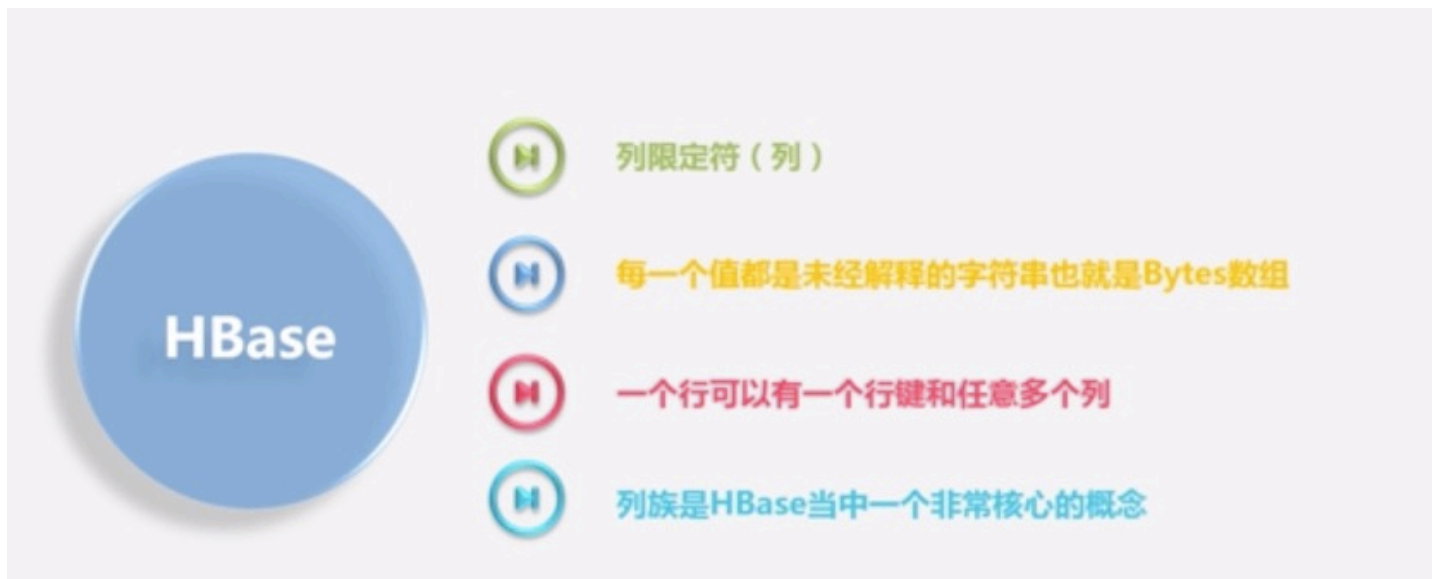 HBase
列限定符（列）
每一个值都是未经解释的字符串也就是Bytes数组
一个行可以有一个行键和任意多个列
列族是HBase当中一个非常核心的概念